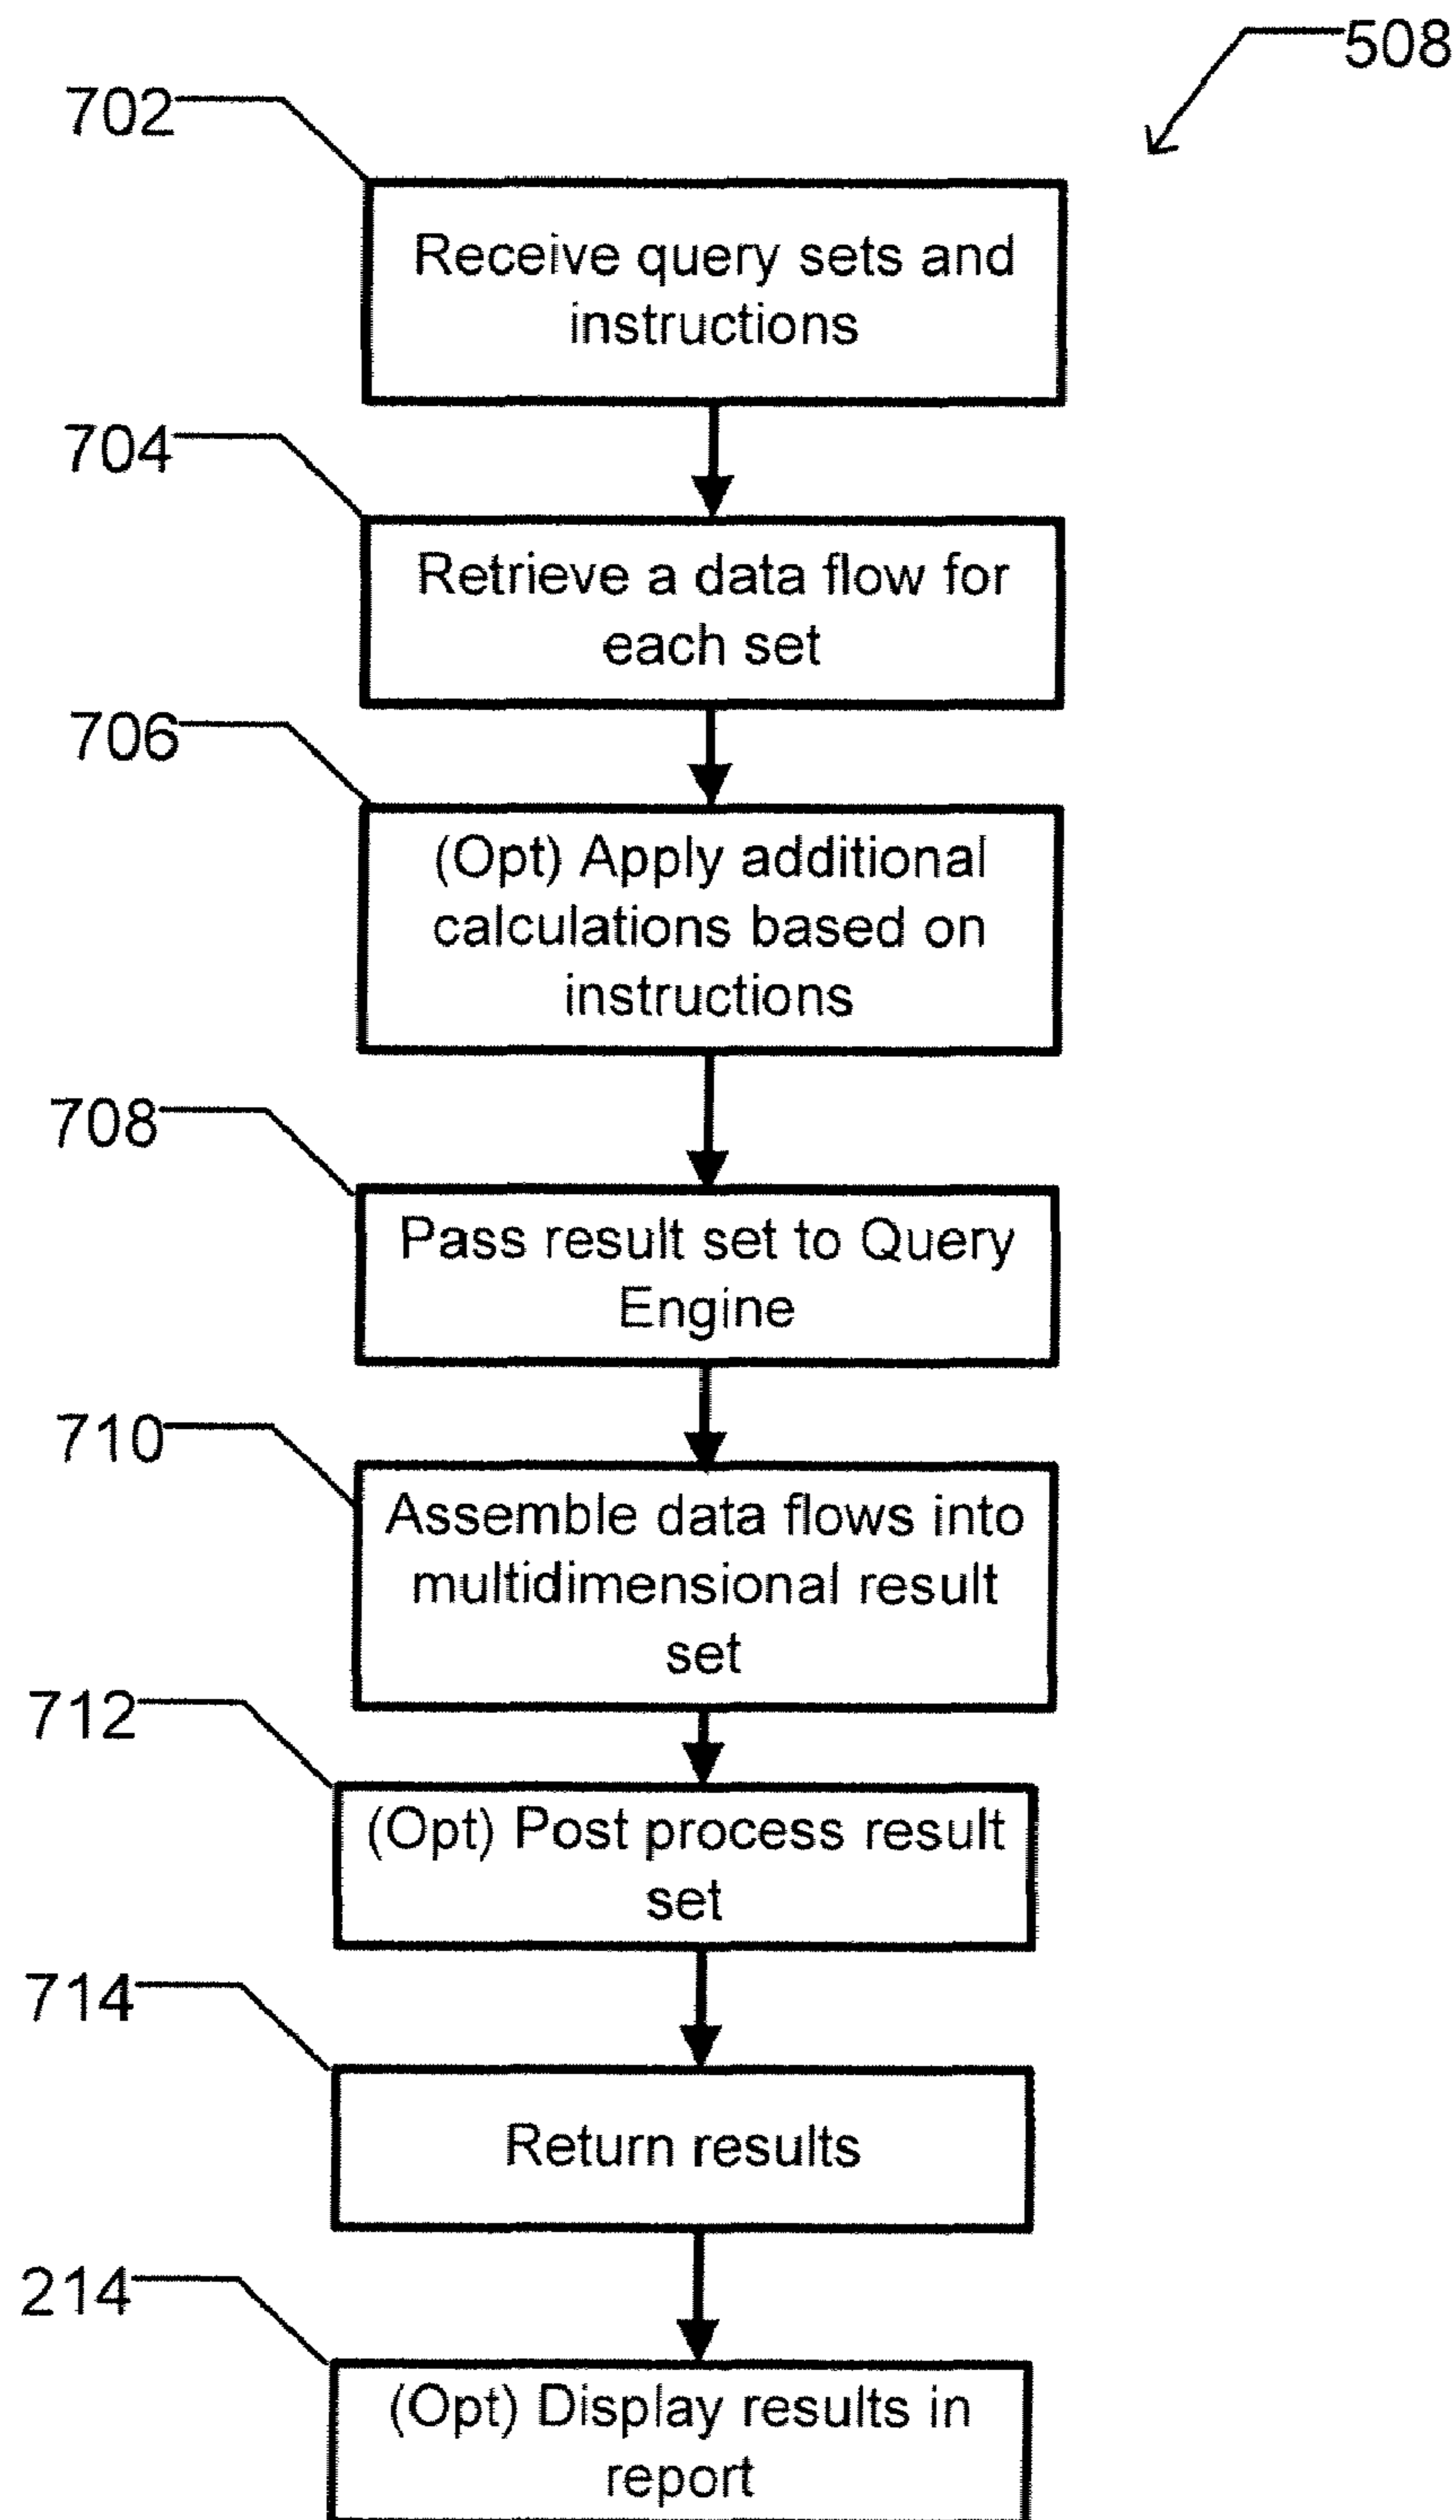 508
702
Receive query sets and
instructions
704
Retrieve a data flow for
each set
706
(Opt) Apply additional
calculations based on
instructions
708
Pass result set to Query
Engine
710
Assemble data flows into
multidimensional result
set
712
(Opt) Post process result
set
714
Return results
214
(Opt) Display results in
report